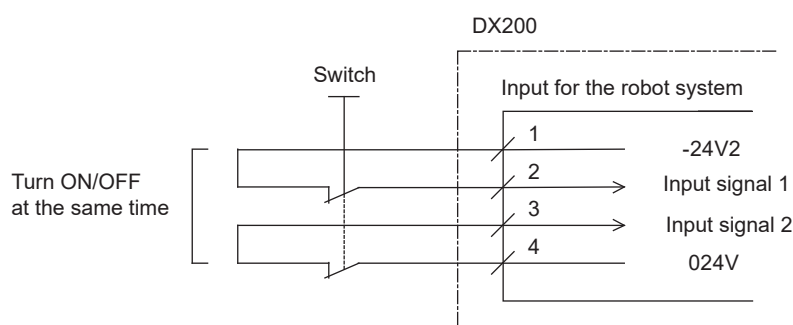 DX200
Switch
Input for the robot system
1
-24V2
2
Input signal 1
Turn ON/OFF
at the same time
3
Input signal 2
4
024V